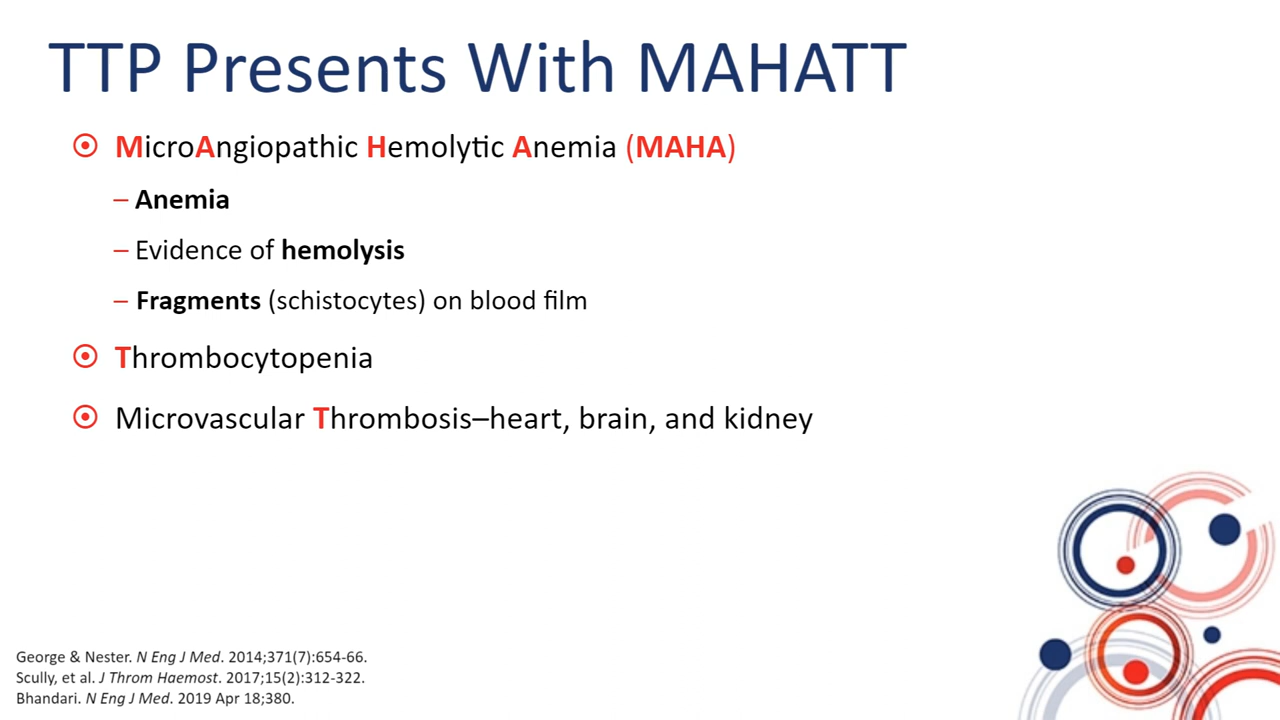 TTP Presents With MAHATT
MicroAngiopathic Hemolytic Anemia (MAHA)
– Anemia
– Evidence of hemolysis
– Fragments (schistocytes) on blood film
Thrombocytopenia
Microvascular Thrombosis–heart, brain, and kidney
George & Nester. N Eng J Med. 2014;371(7):654-66.
Scully, et al. J Throm Haemost. 2017;15(2):312-322.
Bhandari. N Eng J Med. 2019 Apr 18;380.